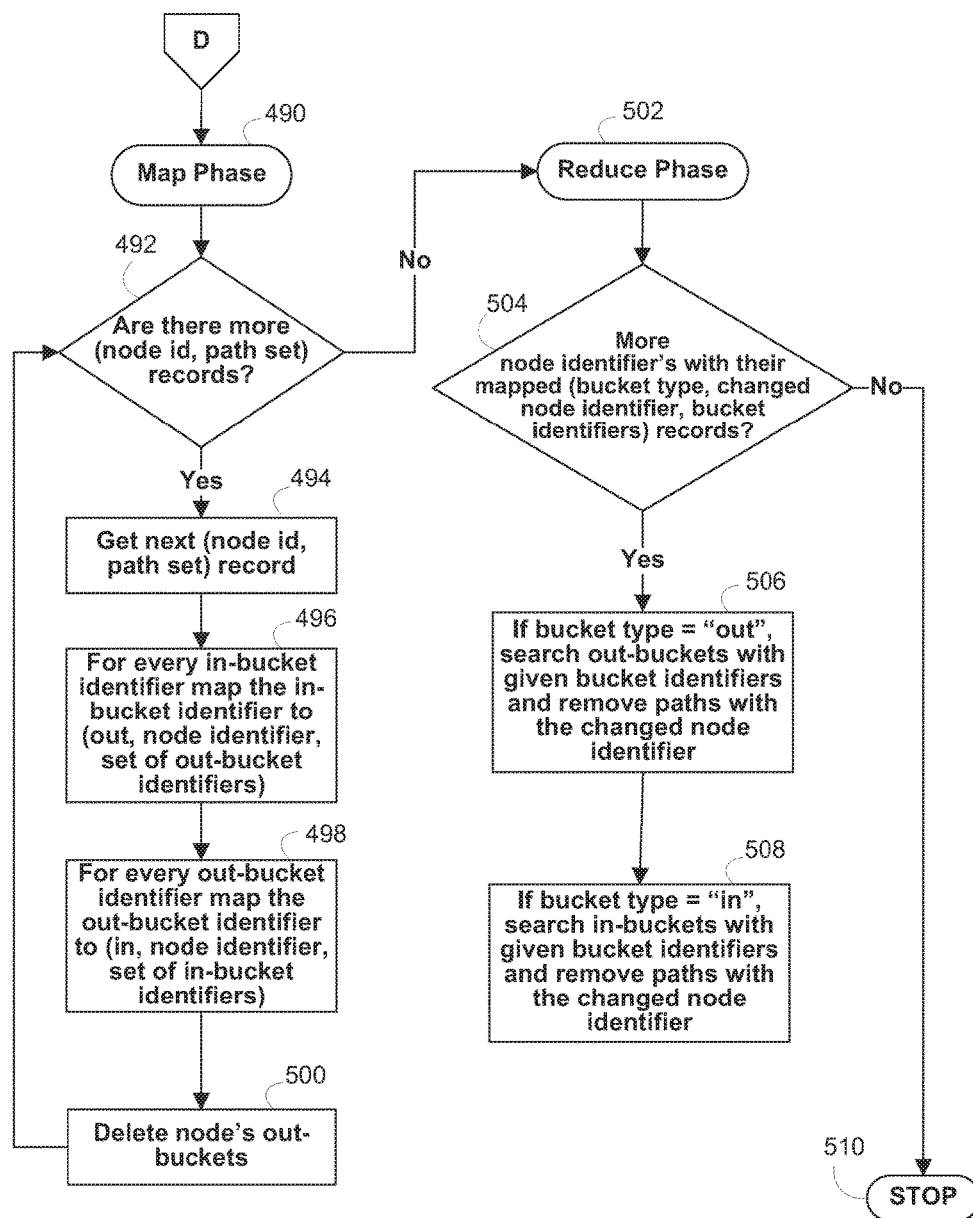 D
490
Map Phase
492
Are there more
(node id, path set)
records?
No
Yes
494
Get next (node id,
path set) record
496
For every in-bucket
identifier map the in-
bucket identifier to
(out, node identifier,
set of out-bucket
identifiers)
498
For every out-bucket
identifier map the
out-bucket identifier
to (in, node identifier,
set of in-bucket
identifiers)
500
Delete node's out-
buckets
502
Reduce Phase
504
More
node identifier's with their
mapped (bucket type, changed
node identifier, bucket
identifiers) records?
No
Yes
506
If bucket type = “out”,
search out-buckets with
given bucket identifiers
and remove paths with
the changed node
identifier
508
If bucket type = “in”,
search in-buckets with
given bucket identifiers
and remove paths with
the changed node
identifier
510
STOP